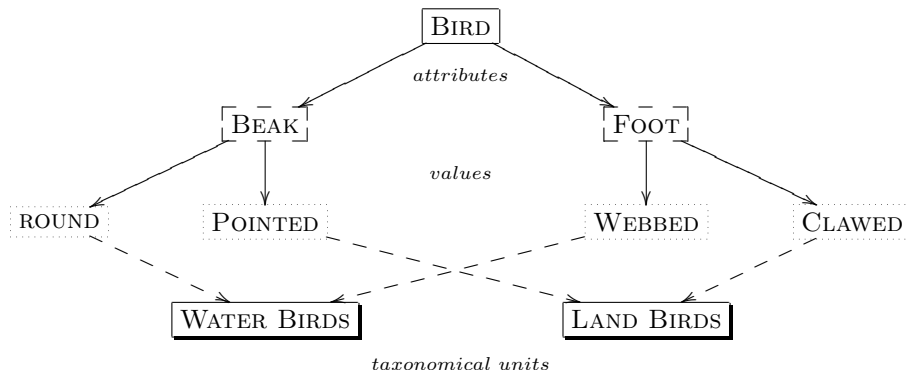 BIRD
attributes
BEAK FOOT
values
ROUND POINTED WEBBED CLAWED
WATER BIRDS LAND BIRDS
taxonomical units